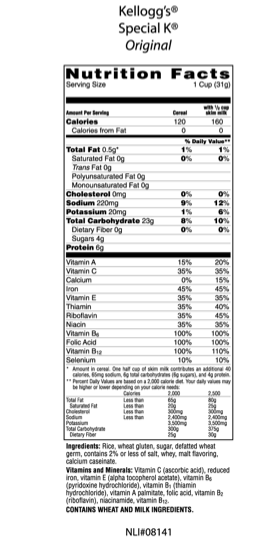 Kellogg's®
Special K®
Original
Nutrition Facts
Serving Size 1 Cup (31g)
Amount Per Serving Cereal with ½ cup skim milk
Calories 120 160
Calories from Fat 0 0
% Daily Value**
Total Fat 0.5g* 1% 1%
Saturated Fat 0g 0% 0%
Trans Fat 0g
Polyunsaturated Fat 0g
Monounsaturated Fat 0g
Cholesterol 0mg 0% 0%
Sodium 220mg 9% 12%
Potassium 20mg 1% 6%
Total Carbohydrate 23g 8% 10%
Dietary Fiber 0g 0% 0%
Sugars 4g
Protein 6g
Vitamin A 15% 20%
Vitamin C 35% 35%
Calcium 0% 15%
Iron 45% 45%
Vitamin E 35% 35%
Thiamin 35% 40%
Riboflavin 35% 45%
Niacin 35% 35%
Vitamin B₆ 100% 100%
Folic Acid 100% 100%
Vitamin B₁₂ 100% 110%
Selenium 10% 10%
* Amount in cereal. One half cup of skim milk contributes an additional 40
calories, 65mg sodium, 6g total carbohydrates (6g sugars), and 4g protein.
** Percent Daily Values are based on a 2,000 calorie diet. Your daily values may
be higher or lower depending on your calorie needs:
Calories 2,000 2,500
Total Fat Less than 65g 80g
Saturated Fat Less than 20g 25g
Cholesterol Less than 300mg 300mg
Sodium Less than 2,400mg 2,400mg
Potassium 3,500mg 3,500mg
Total Carbohydrate 300g 375g
Dietary Fiber 25g 30g
Ingredients: Rice, wheat gluten, sugar, defatted wheat
germ, contains 2% or less of salt, whey, malt flavoring,
calcium caseinate.
Vitamins and Minerals: Vitamin C (ascorbic acid), reduced
iron, vitamin E (alpha tocopherol acetate), vitamin B₆
(pyridoxine hydrochloride), vitamin B₁ (thiamin
hydrochloride), vitamin A palmitate, folic acid, vitamin B₂
(riboflavin), niacinamide, vitamin B₁₂.
CONTAINS WHEAT AND MILK INGREDIENTS.
NLI#08141